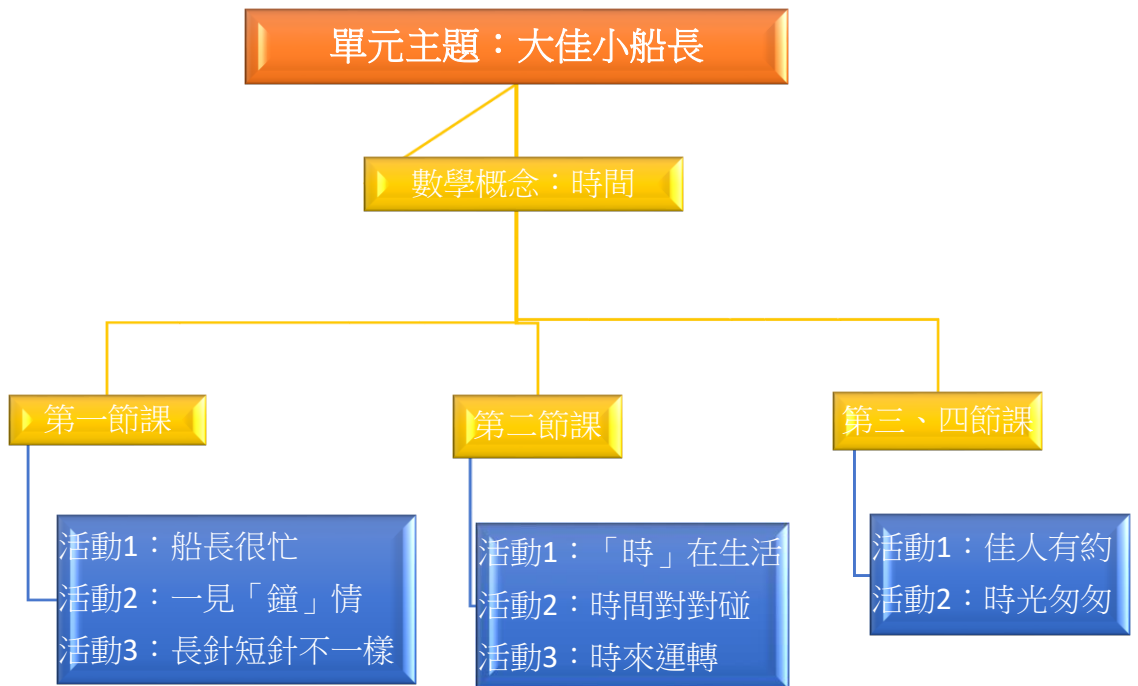 單元主題：大佳小船長
數學概念：時間
第一節課
活動1：船長很忙
活動2：一見「鐘」情
活動3：長針短針不一樣
第二節課
活動1：「時」在生活
活動2：時間對對碰
活動3：時來運轉
第三、四節課
活動1：佳人有約
活動2：時光匆匆